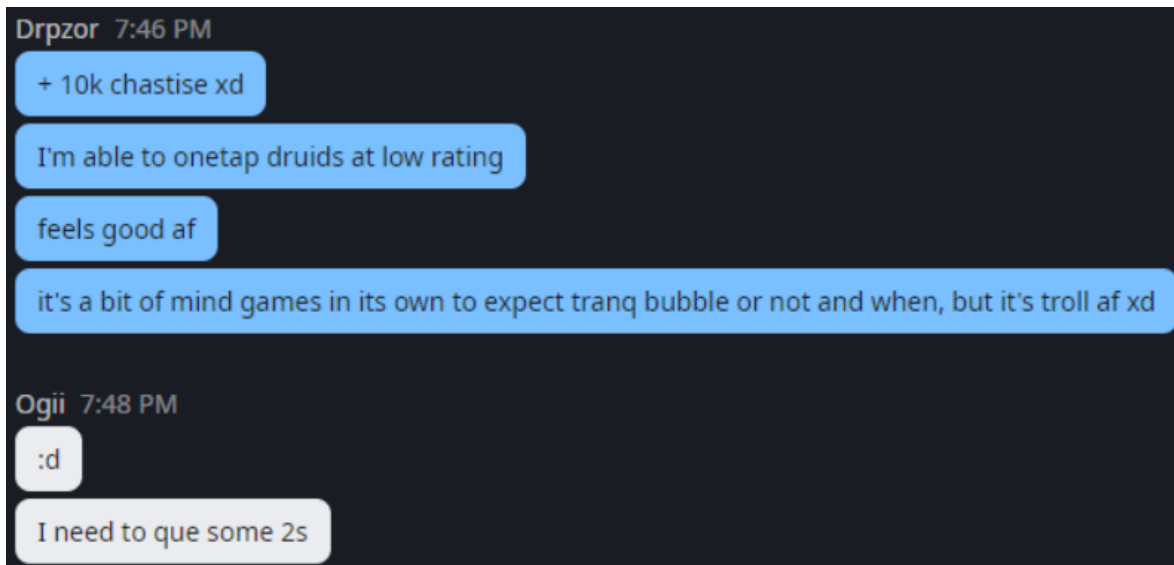 Drpzor 7:46 PM
+ 10k chastise xd
I'm able to onetap druids at low rating
feels good af
it's a bit of mind games in its own to expect tranq bubble or not and when, but it's troll af xd
Ogii 7:48 PM
:d
I need to que some 2s